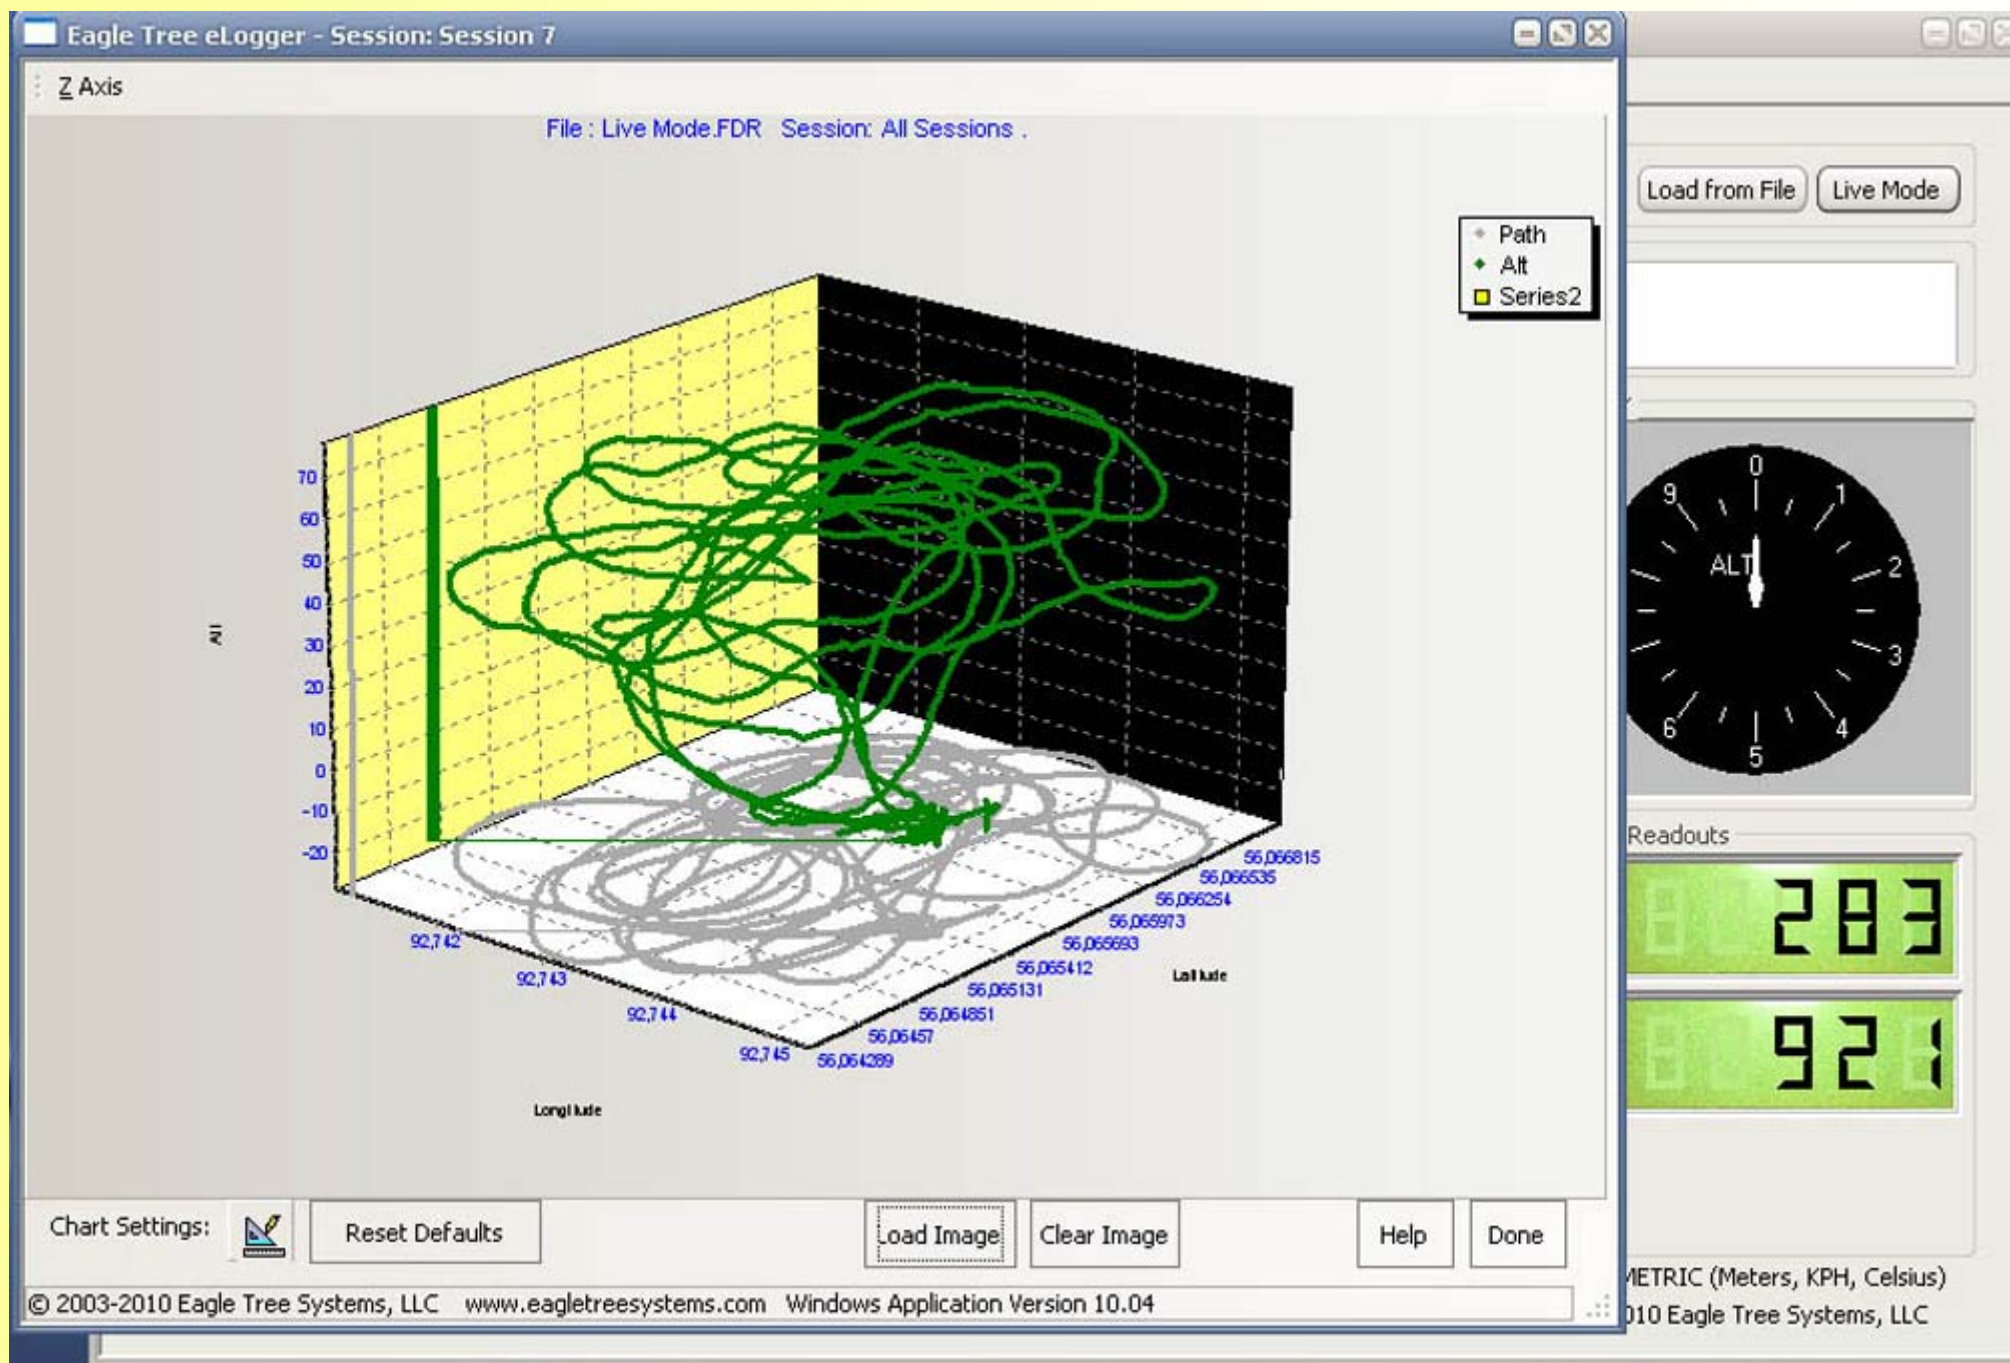 Eagle Tree eLogger - Session: Session 7
Z Axis
File : Live Mode.FDR Session: All Sessions .
Load from File
Live Mode
Path
Alt
Series2
70
60
50
40
30
20
10
0
-10
-20
Alt
92,742
92,743
92,744
92,745
Longitude
56,064289
56,06457
56,064851
56,065131
56,065412
56,065693
56,065973
56,066254
56,066535
56,066815
Latitude
0
1
2
3
4
5
6
9
ALT
Readouts
283
921
Chart Settings:
Reset Defaults
Load Image
Clear Image
Help
Done
© 2003-2010 Eagle Tree Systems, LLC www.eagletreesystems.com Windows Application Version 10.04
METRIC (Meters, KPH, Celsius)
010 Eagle Tree Systems, LLC